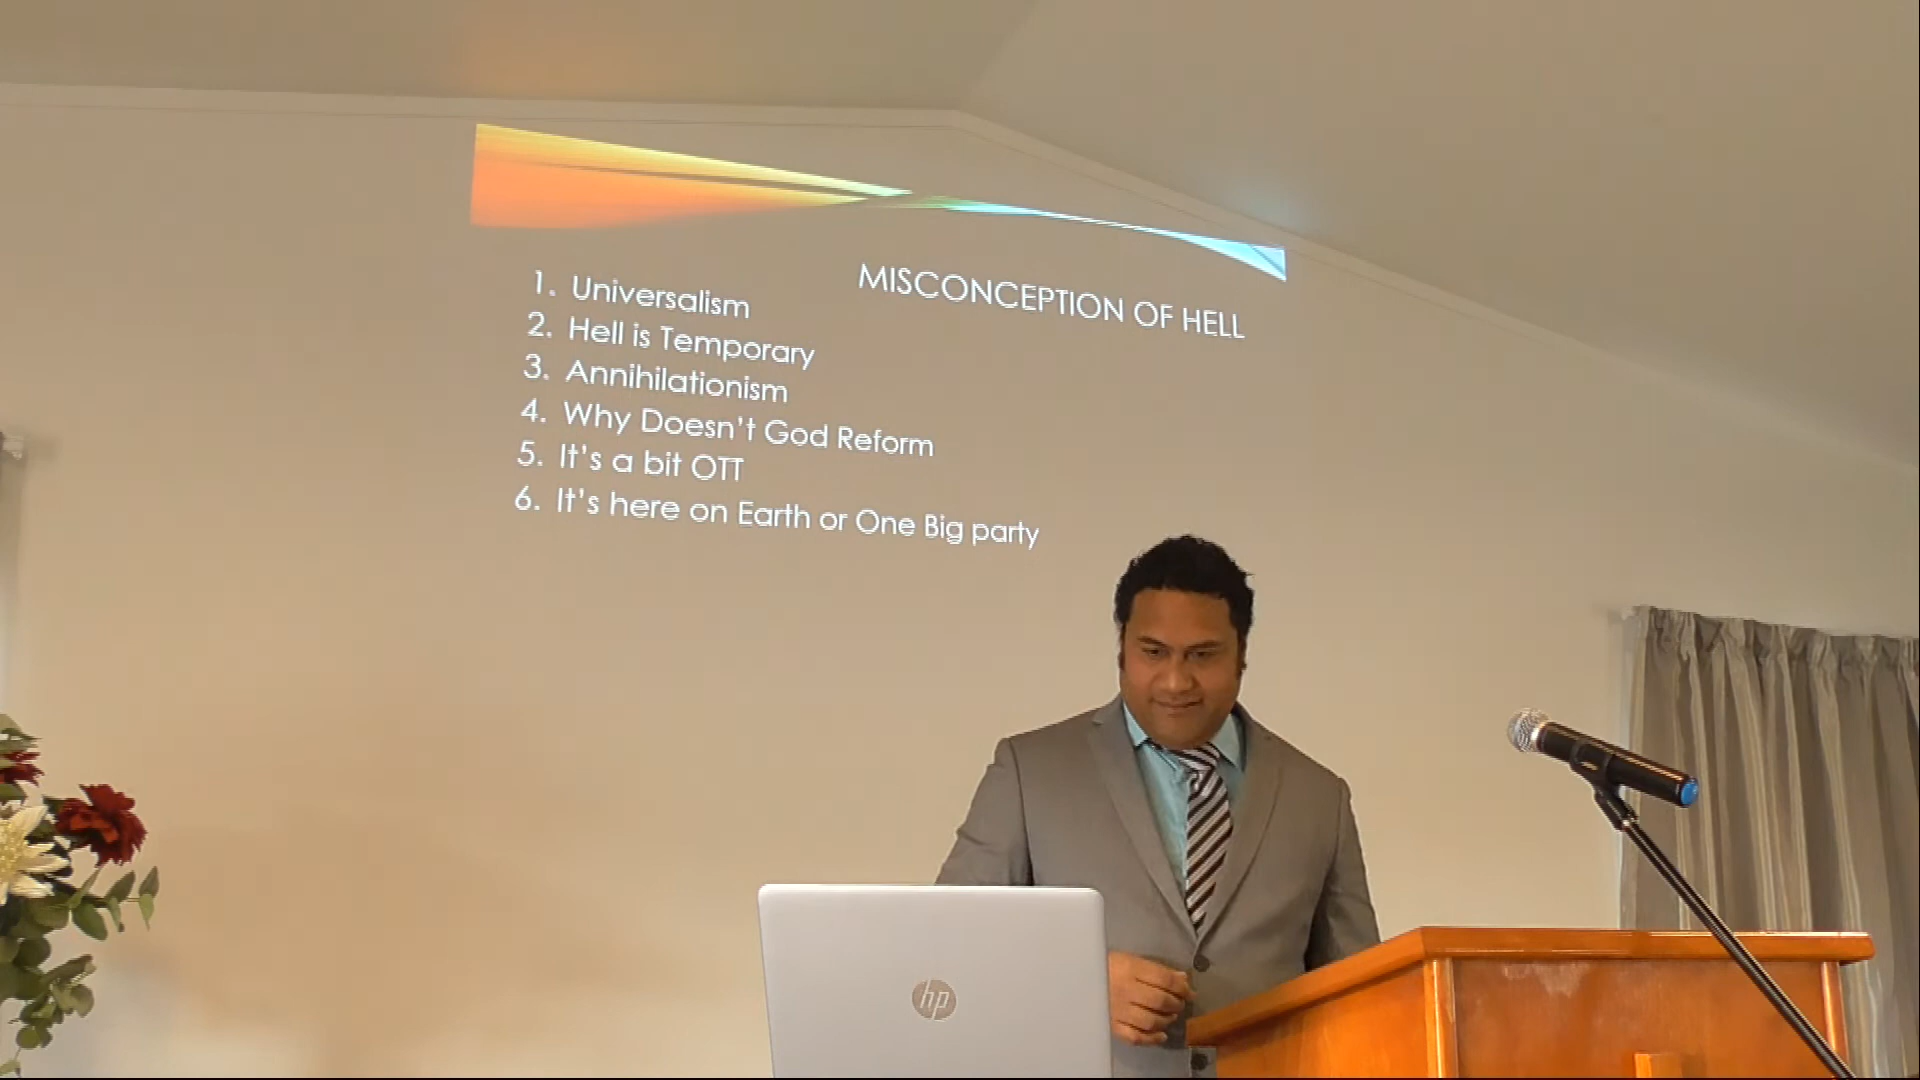 MISCONCEPTION OF HELL
1. Universalism
2. Hell is Temporary
3. Annihilationism
4. Why Doesn't God Reform
5. It's a bit OTT
6. It's here on Earth or One Big party
hp